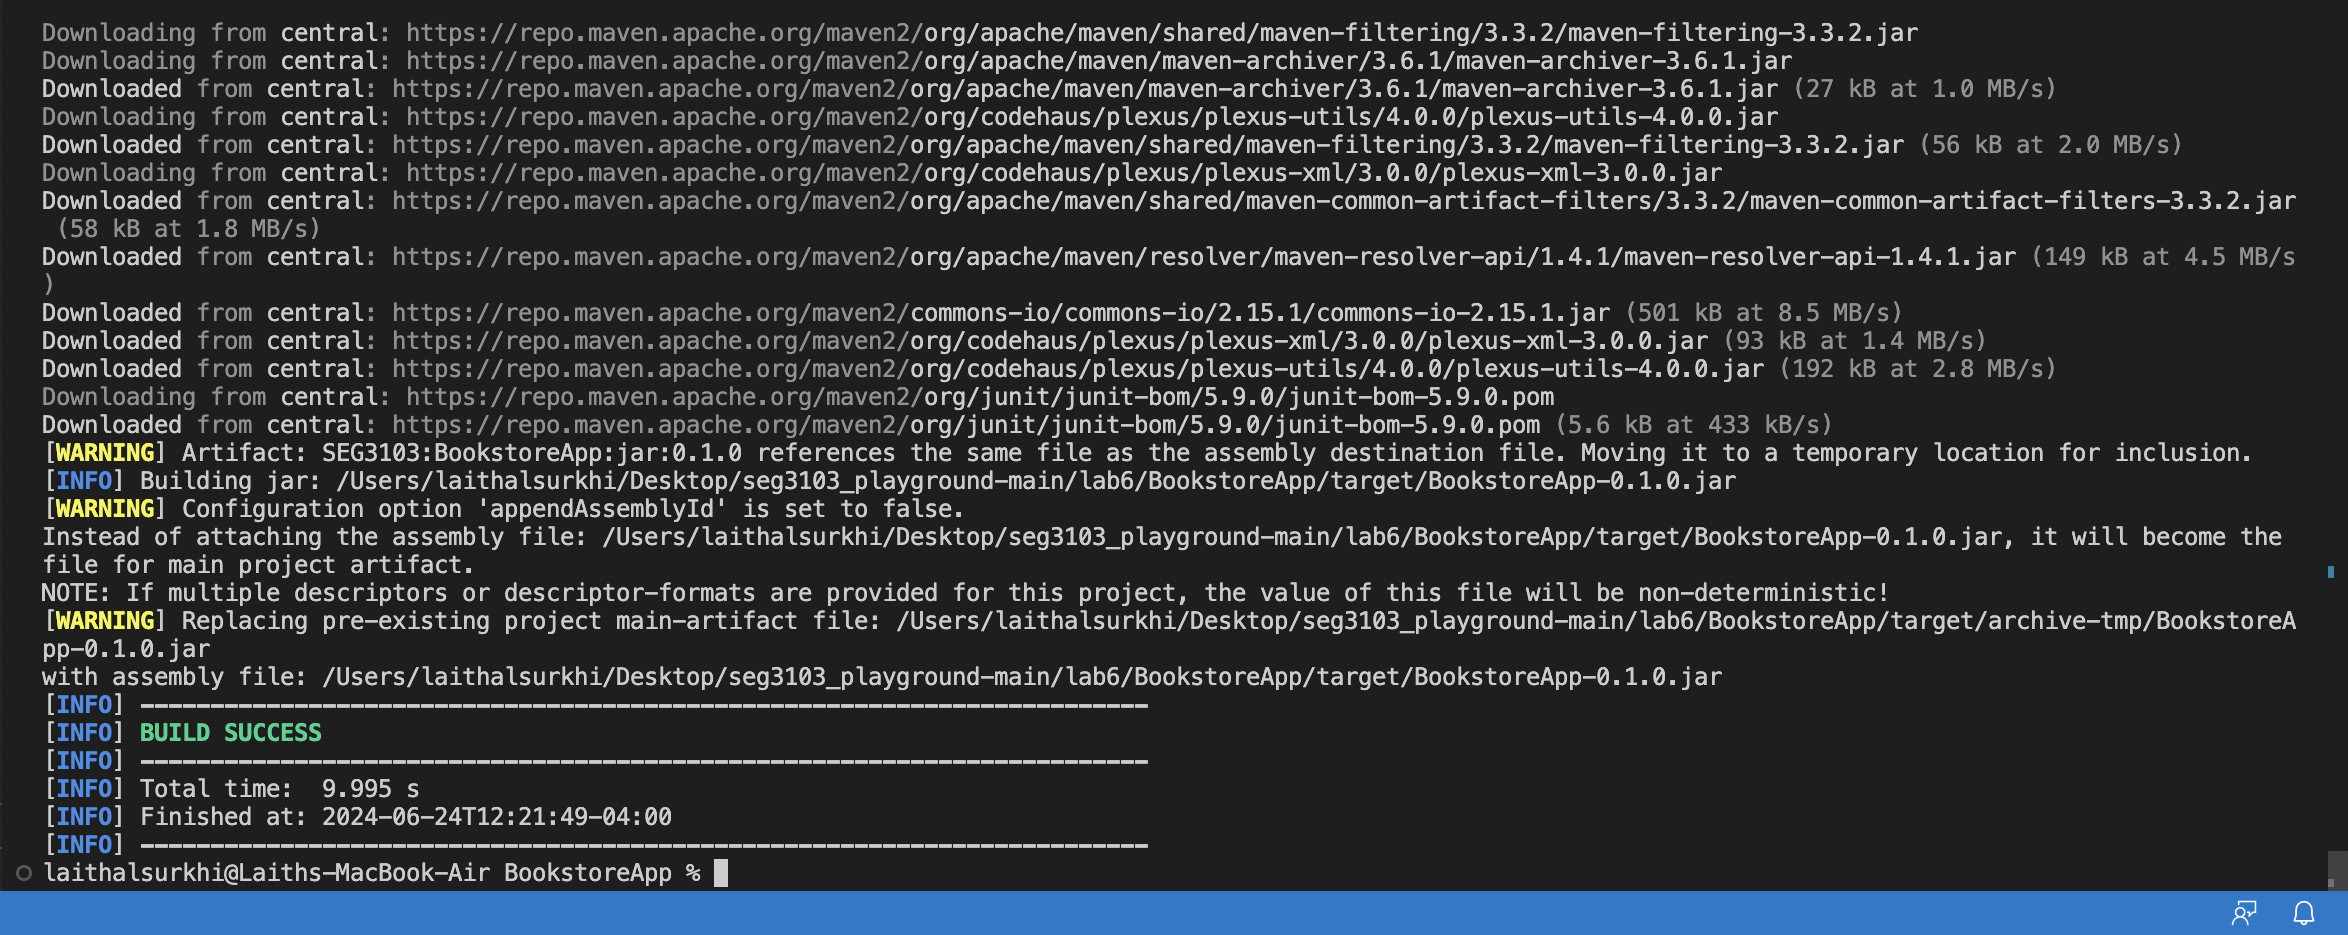 Downloading from central: https://repo.maven.apache.org/maven2/org/apache/maven/shared/maven-filtering/3.3.2/maven-filtering-3.3.2.jar
Downloading from central: https://repo.maven.apache.org/maven2/org/apache/maven/maven-archiver/3.6.1/maven-archiver-3.6.1.jar
Downloaded from central: https://repo.maven.apache.org/maven2/org/apache/maven/maven-archiver/3.6.1/maven-archiver-3.6.1.jar (27 kB at 1.0 MB/s)
Downloading from central: https://repo.maven.apache.org/maven2/org/codehaus/plexus/plexus-utils/4.0.0/plexus-utils-4.0.0.jar
Downloaded from central: https://repo.maven.apache.org/maven2/org/apache/maven/shared/maven-filtering/3.3.2/maven-filtering-3.3.2.jar (56 kB at 2.0 MB/s)
Downloading from central: https://repo.maven.apache.org/maven2/org/codehaus/plexus/plexus-xml/3.0.0/plexus-xml-3.0.0.jar
Downloaded from central: https://repo.maven.apache.org/maven2/org/apache/maven/shared/maven-common-artifact-filters/3.3.2/maven-common-artifact-filters-3.3.2.jar
(58 kB at 1.8 MB/s)
Downloaded from central: https://repo.maven.apache.org/maven2/org/apache/maven/resolver/maven-resolver-api/1.4.1/maven-resolver-api-1.4.1.jar (149 kB at 4.5 MB/s
)
Downloaded from central: https://repo.maven.apache.org/maven2/commons-io/commons-io/2.15.1/commons-io-2.15.1.jar (501 kB at 8.5 MB/s)
Downloaded from central: https://repo.maven.apache.org/maven2/org/codehaus/plexus/plexus-xml/3.0.0/plexus-xml-3.0.0.jar (93 kB at 1.4 MB/s)
Downloaded from central: https://repo.maven.apache.org/maven2/org/codehaus/plexus/plexus-utils/4.0.0/plexus-utils-4.0.0.jar (192 kB at 2.8 MB/s)
Downloading from central: https://repo.maven.apache.org/maven2/org/junit/junit-bom/5.9.0/junit-bom-5.9.0.pom
Downloaded from central: https://repo.maven.apache.org/maven2/org/junit/junit-bom/5.9.0/junit-bom-5.9.0.pom (5.6 kB at 433 kB/s)
[WARNING] Artifact: SEG3103:BookstoreApp:jar:0.1.0 references the same file as the assembly destination file. Moving it to a temporary location for inclusion.
[INFO] Building jar: /Users/laithalsurkhi/Desktop/seg3103_playground-main/lab6/BookstoreApp/target/BookstoreApp-0.1.0.jar
[WARNING] Configuration option 'appendAssemblyId' is set to false.
Instead of attaching the assembly file: /Users/laithalsurkhi/Desktop/seg3103_playground-main/lab6/BookstoreApp/target/BookstoreApp-0.1.0.jar, it will become the
file for main project artifact.
NOTE: If multiple descriptors or descriptor-formats are provided for this project, the value of this file will be non-deterministic!
[WARNING] Replacing pre-existing project main-artifact file: /Users/laithalsurkhi/Desktop/seg3103_playground-main/lab6/BookstoreApp/target/archive-tmp/BookstoreA
pp-0.1.0.jar
with assembly file: /Users/laithalsurkhi/Desktop/seg3103_playground-main/lab6/BookstoreApp/target/BookstoreApp-0.1.0.jar
[INFO] ------------------------------------------------------------------------
[INFO] BUILD SUCCESS
[INFO] ------------------------------------------------------------------------
[INFO] Total time:  9.995 s
[INFO] Finished at: 2024-06-24T12:21:49-04:00
[INFO] ------------------------------------------------------------------------
laithalsurkhi@Laiths-MacBook-Air BookstoreApp %